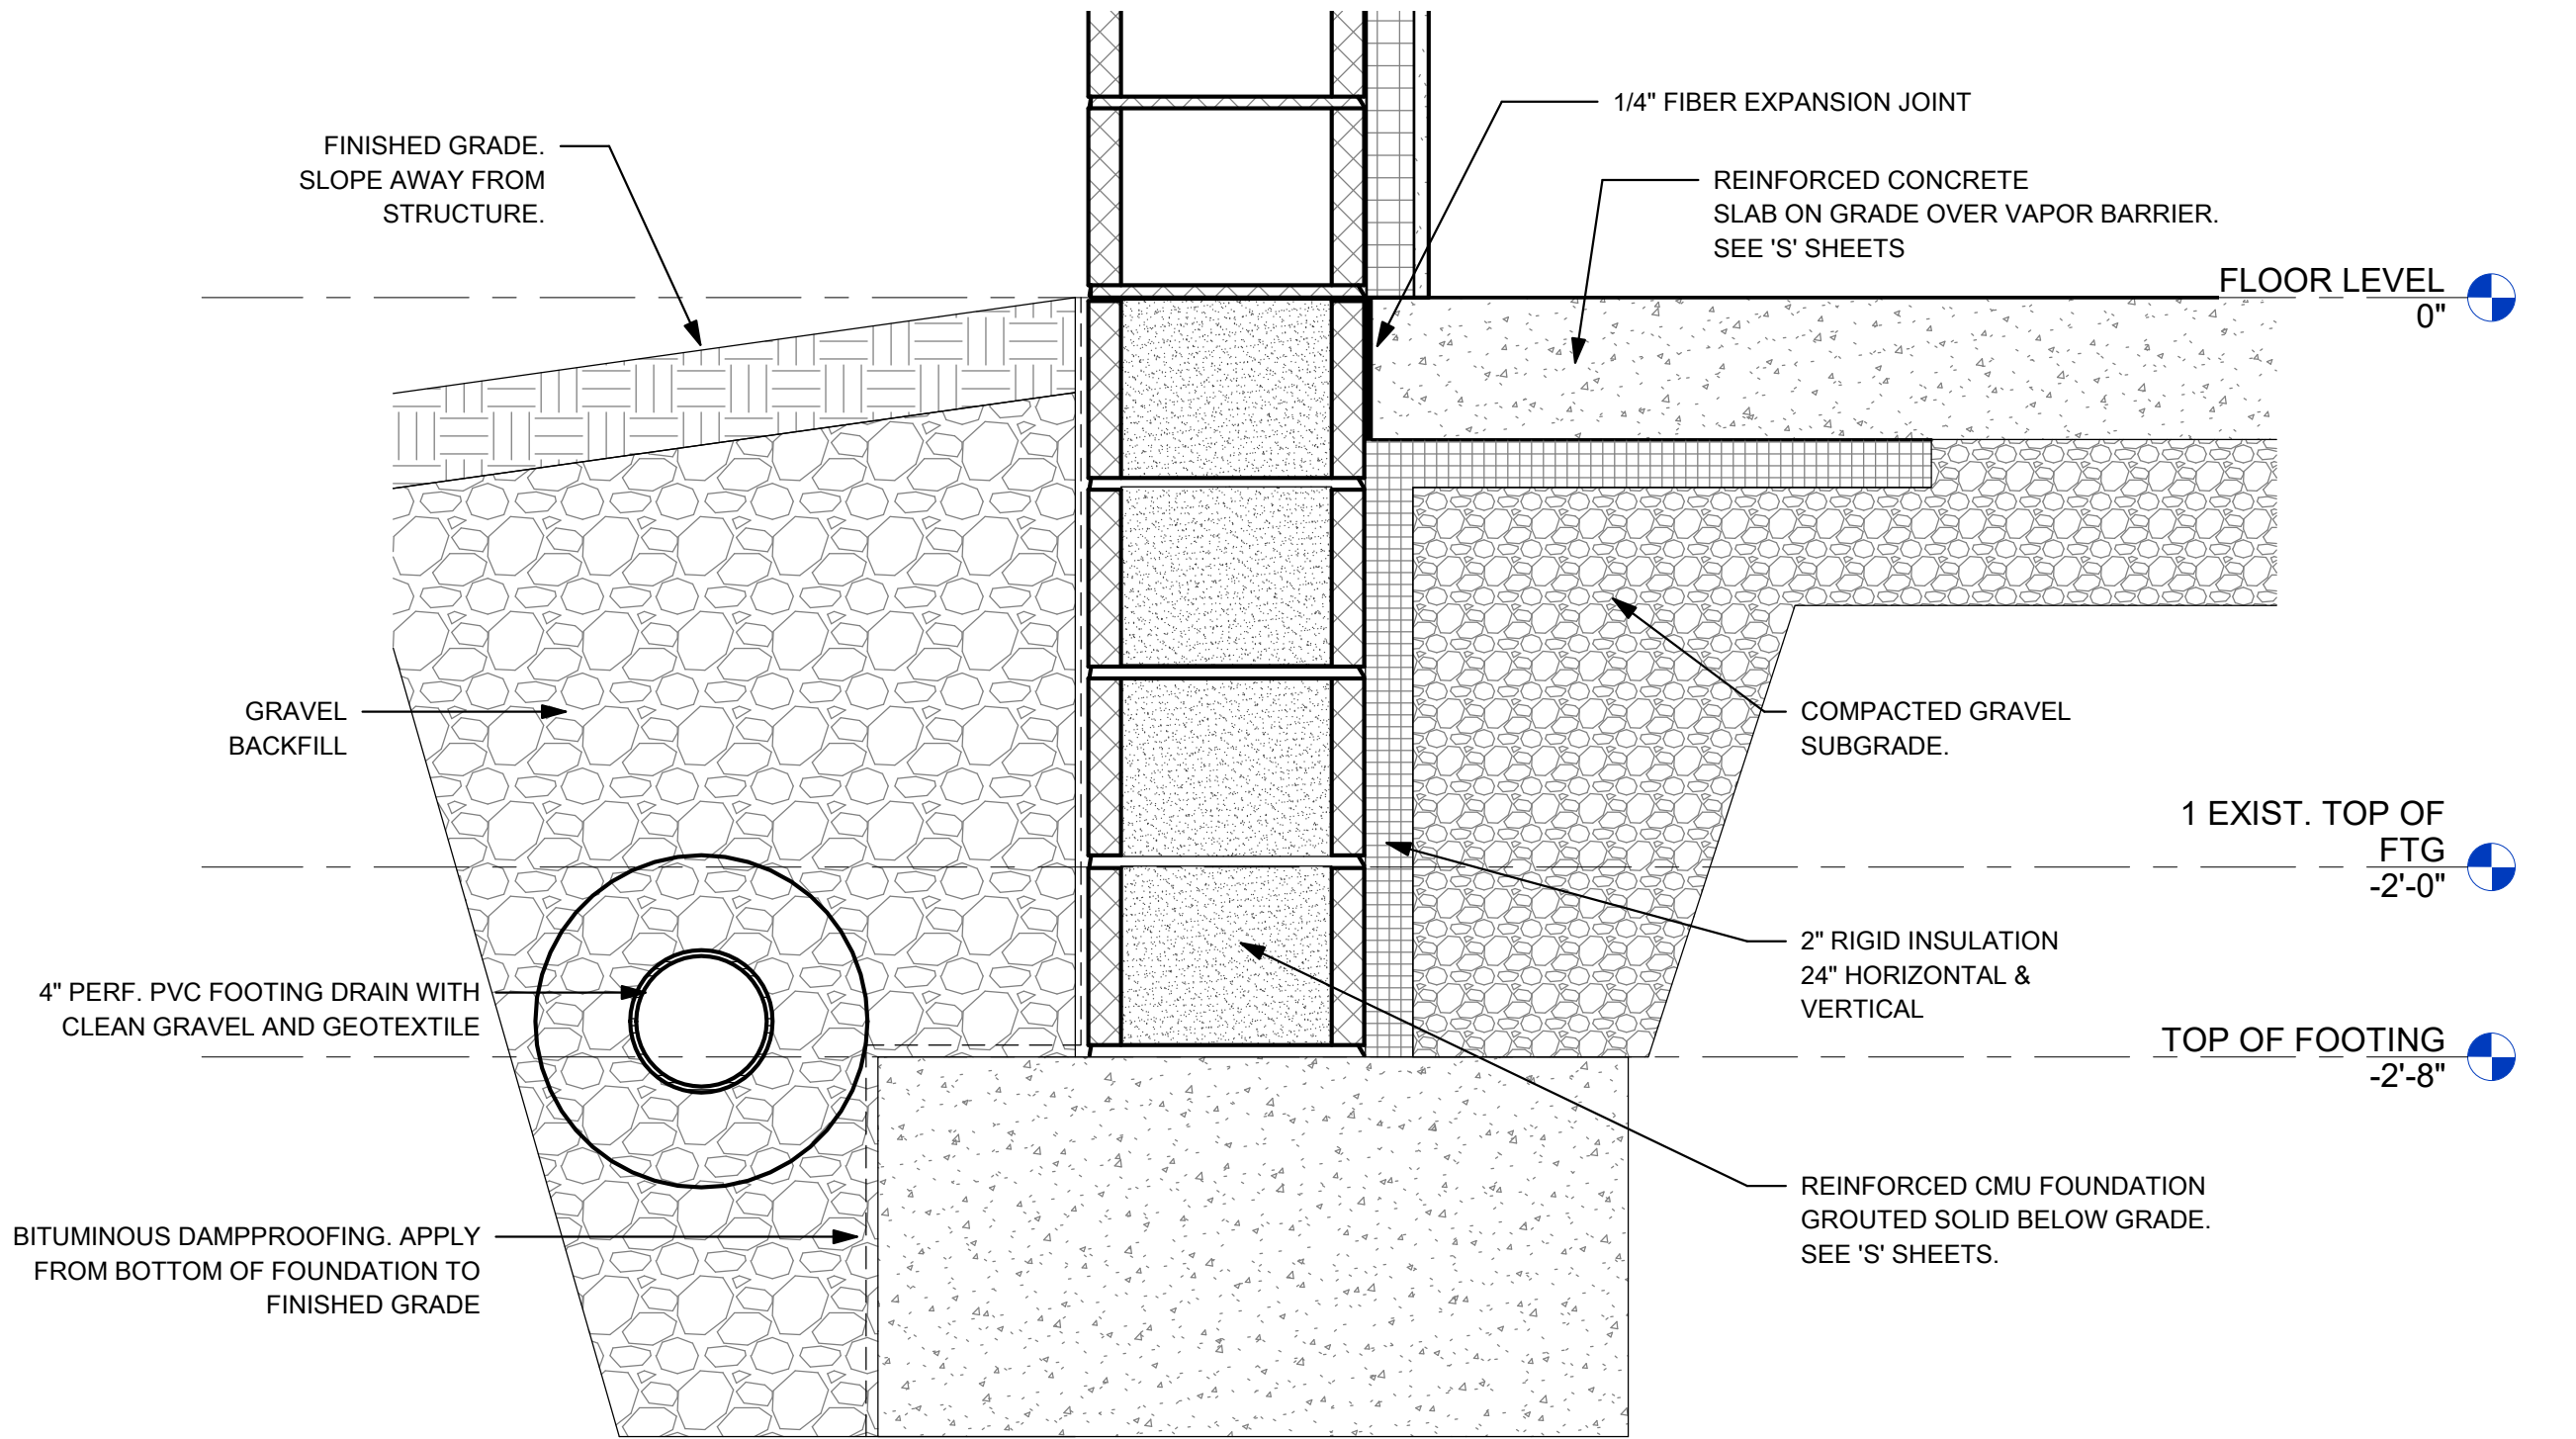 FINISHED GRADE.
SLOPE AWAY FROM
STRUCTURE.
1/4" FIBER EXPANSION JOINT
REINFORCED CONCRETE
SLAB ON GRADE OVER VAPOR BARRIER.
SEE 'S' SHEETS
FLOOR LEVEL
0"
GRAVEL
BACKFILL
COMPACTED GRAVEL
SUBGRADE.
1 EXIST. TOP OF
FTG
-2'-0"
2" RIGID INSULATION
24" HORIZONTAL &
VERTICAL
4" PERF. PVC FOOTING DRAIN WITH
CLEAN GRAVEL AND GEOTEXTILE
TOP OF FOOTING
-2'-8"
REINFORCED CMU FOUNDATION
GROUTED SOLID BELOW GRADE.
SEE 'S' SHEETS.
BITUMINOUS DAMPPROOFING. APPLY
FROM BOTTOM OF FOUNDATION TO
FINISHED GRADE